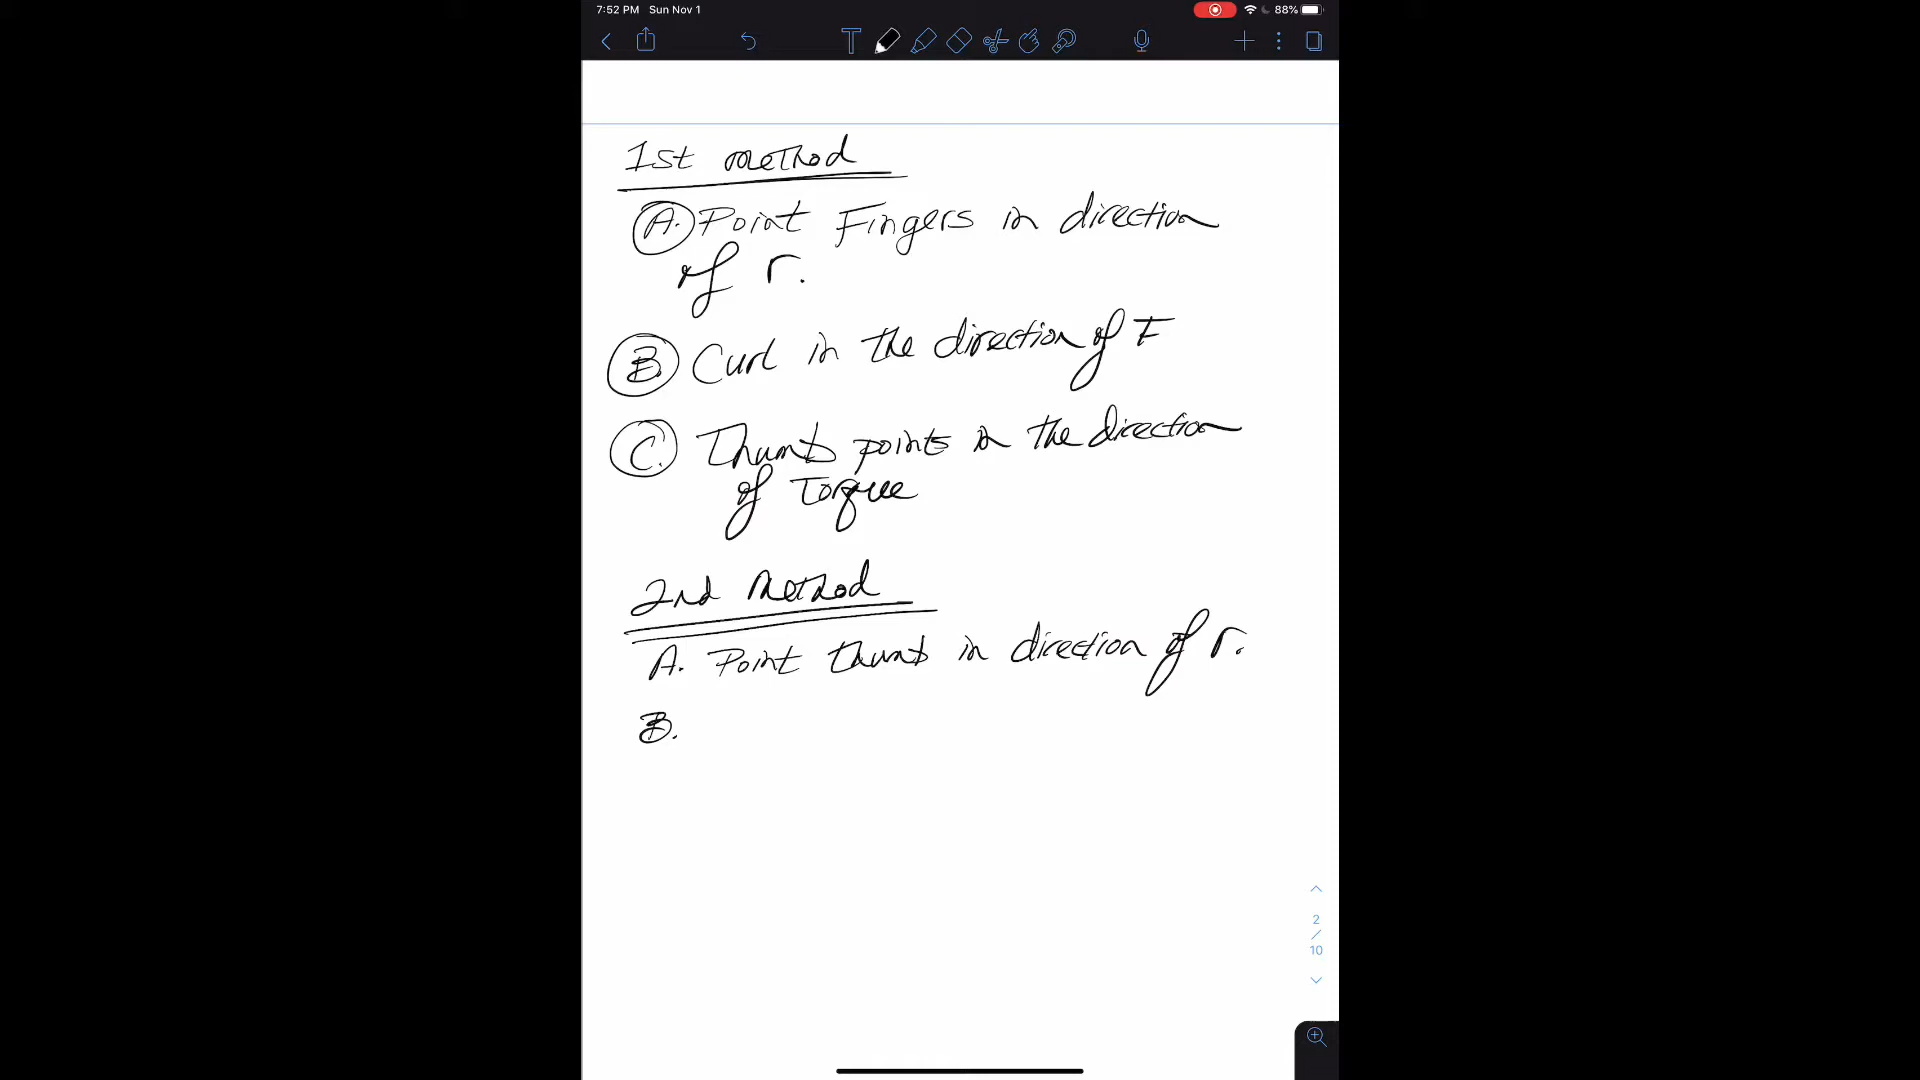 7:52 PM Sun Nov 1
88%
1st method
A. Point Fingers in direction
of r.
B. Curl in the direction of F
C. Thumb points in the direction
of Torque
2nd Method
A. Point thumb in direction of r.
B.
2
/
10